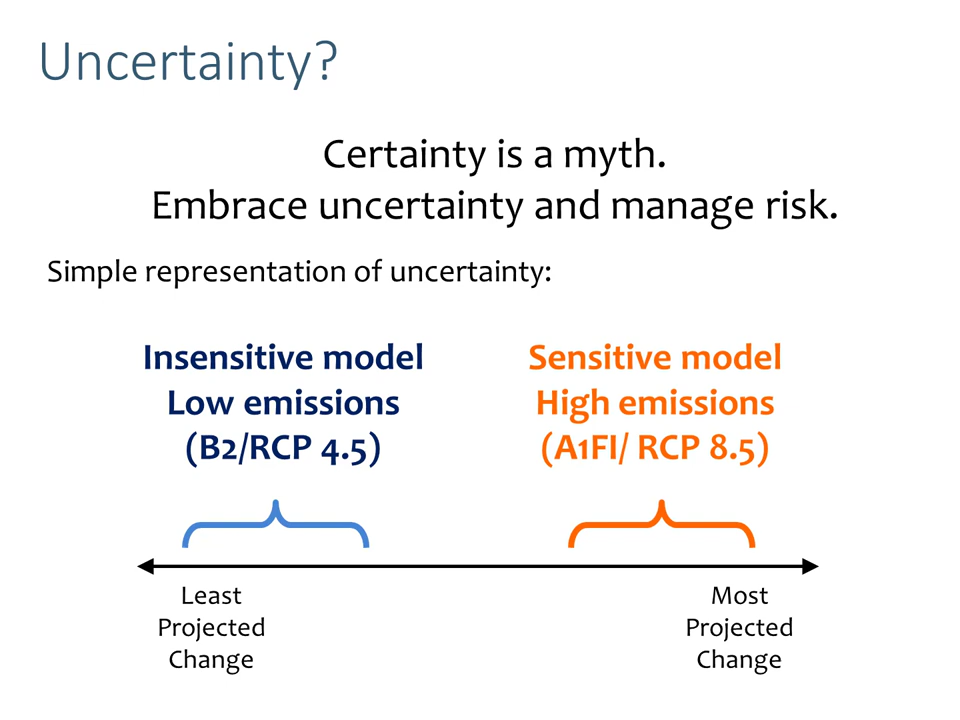 Uncertainty?
Certainty is a myth.
Embrace uncertainty and manage risk.
Simple representation of uncertainty:
Insensitive model
Low emissions
(B2/RCP 4.5)
Sensitive model
High emissions
(A1FI/ RCP 8.5)
Least
Projected
Change
Most
Projected
Change